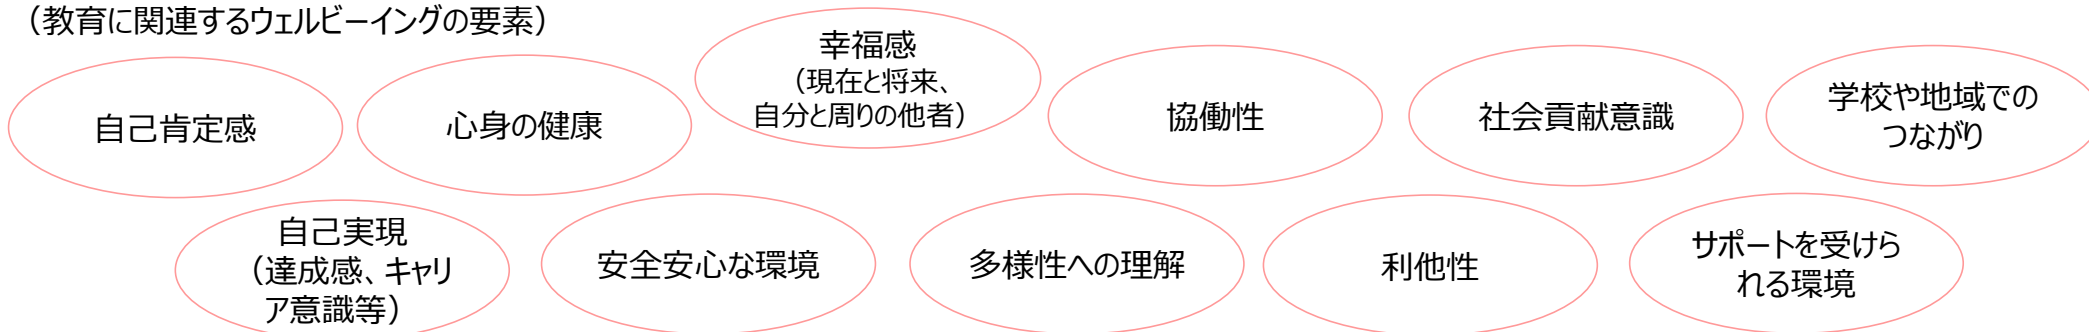 （教育に関連するウェルビーイングの要素）
自己肯定感
心身の健康
幸福感
（現在と将来、
自分と周りの他者）
協働性
社会貢献意識
学校や地域での
つながり
自己実現
（達成感、キャリ
ア意識等）
安全安心な環境
多様性への理解
利他性
サポートを受けら
れる環境